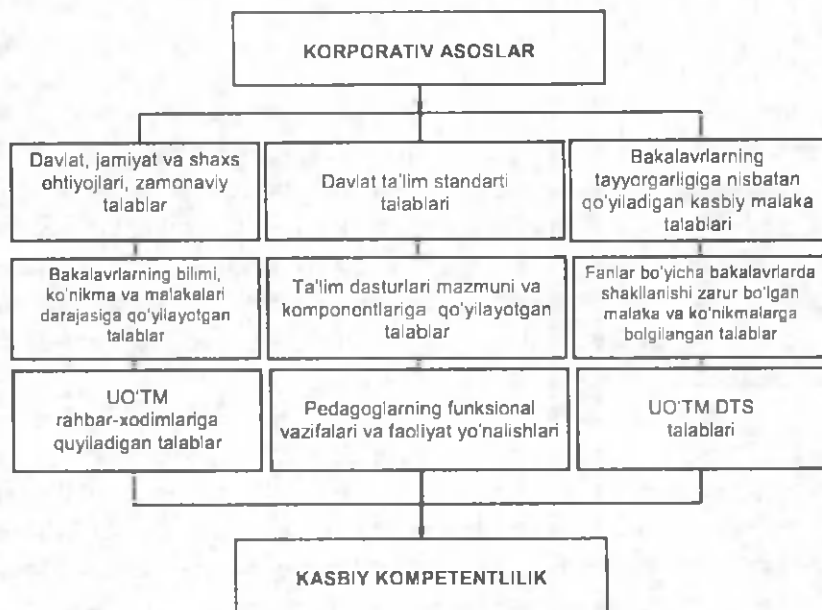 KORPORATIV ASOSLAR
Davlat, jamiyat va shaxs
ohtiyojlari, zamonaviy
talablar
Davlat ta'lim standarti
talablari
Bakalavrlarning
tayyorgarligiga nisbatan
qo'yiladigan kasbiy malaka
talablari
Bakalavrlarning bilimi,
ko'nikma va malakalari
darajasiga qo'yilayotgan
talablar
Ta'lim dasturlari mazmuni va
komponontlariga qo'yilayotgan
talablar
Fanlar bo'yicha bakalavrlarda
shakllanishi zarur bo'lgan
malaka va ko'nikmalarga
bolgilangan talablar
UO'TM
rahbar-xodimlariga
quyiladigan talablar
Pedagoglarning funksional
vazifalari va faoliyat yo'nalishlari
UO'TM DTS
talablari
KASBIY KOMPETENTLILIK